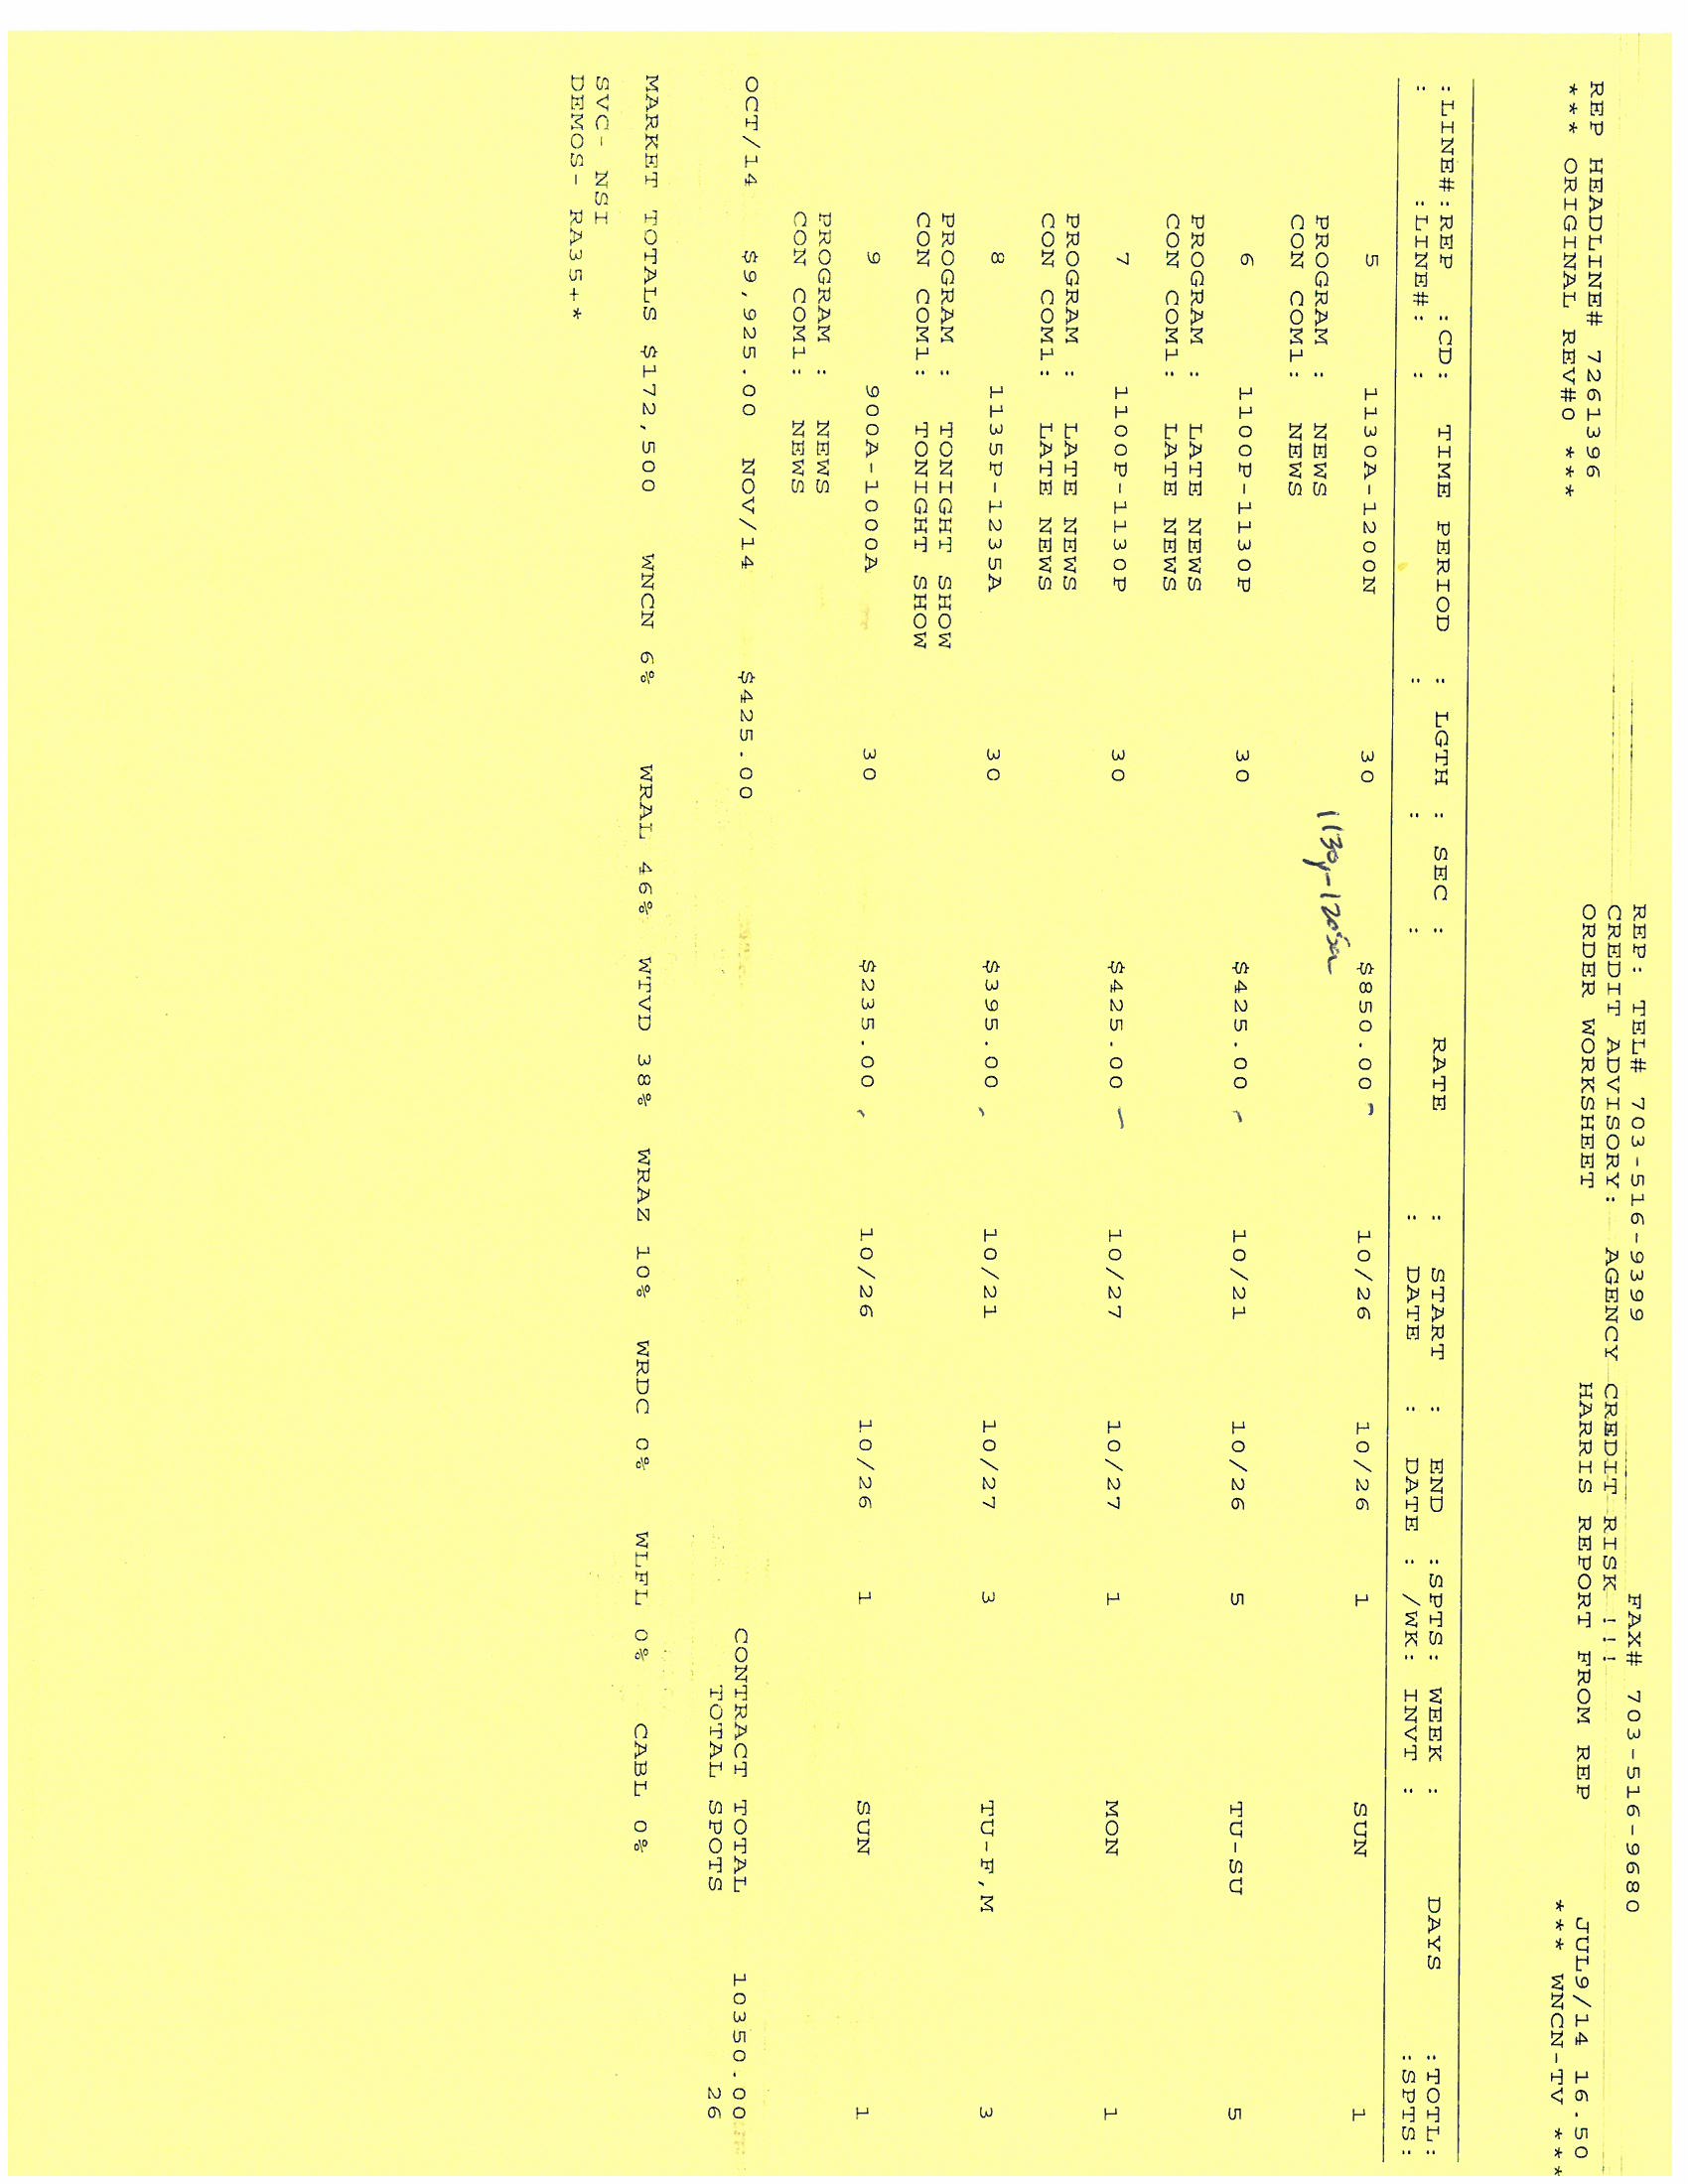 REP: TEL# 703-516-9399 FAX# 703-516-9680
CREDIT ADVISORY: AGENCY CREDIT RISK !!!
REP HEADLINE# 7261396 ORDER WORKSHEET HARRIS REPORT FROM REP JUL9/14 16.50
*** ORIGINAL REV#0 *** *** WNCN-TV ***
:LINE#:REP :CD: TIME PERIOD : LGTH : SEC : RATE : START : END :SPTS: WEEK : DAYS :TOTL:
: :LINE#: : : : : : DATE : DATE : /WK: INVT : :SPTS:
5 1130A-1200N 30 $850.00 10/26 10/26 1 SUN 1
PROGRAM : NEWS
CON COM1: NEWS
6 1100P-1130P 30 $425.00 10/21 10/26 5 TU-SU 5
PROGRAM : LATE NEWS
CON COM1: LATE NEWS
7 1100P-1130P 30 $425.00 10/27 10/27 1 MON 1
PROGRAM : LATE NEWS
CON COM1: LATE NEWS
8 1135P-1235A 30 $395.00 10/21 10/27 3 TU-F,M 3
PROGRAM : TONIGHT SHOW
CON COM1: TONIGHT SHOW
9 900A-1000A 30 $235.00 10/26 10/26 1 SUN 1
PROGRAM : NEWS
CON COM1: NEWS
OCT/14 $9,925.00 NOV/14 $425.00 CONTRACT TOTAL 10350.00
TOTAL SPOTS 26
MARKET TOTALS $172,500 WNCN 6% WRAL 46% WTVD 38% WRAZ 10% WRDC 0% WLFL 0% CABL 0%
SVC- NSI
DEMOS- RA35+*